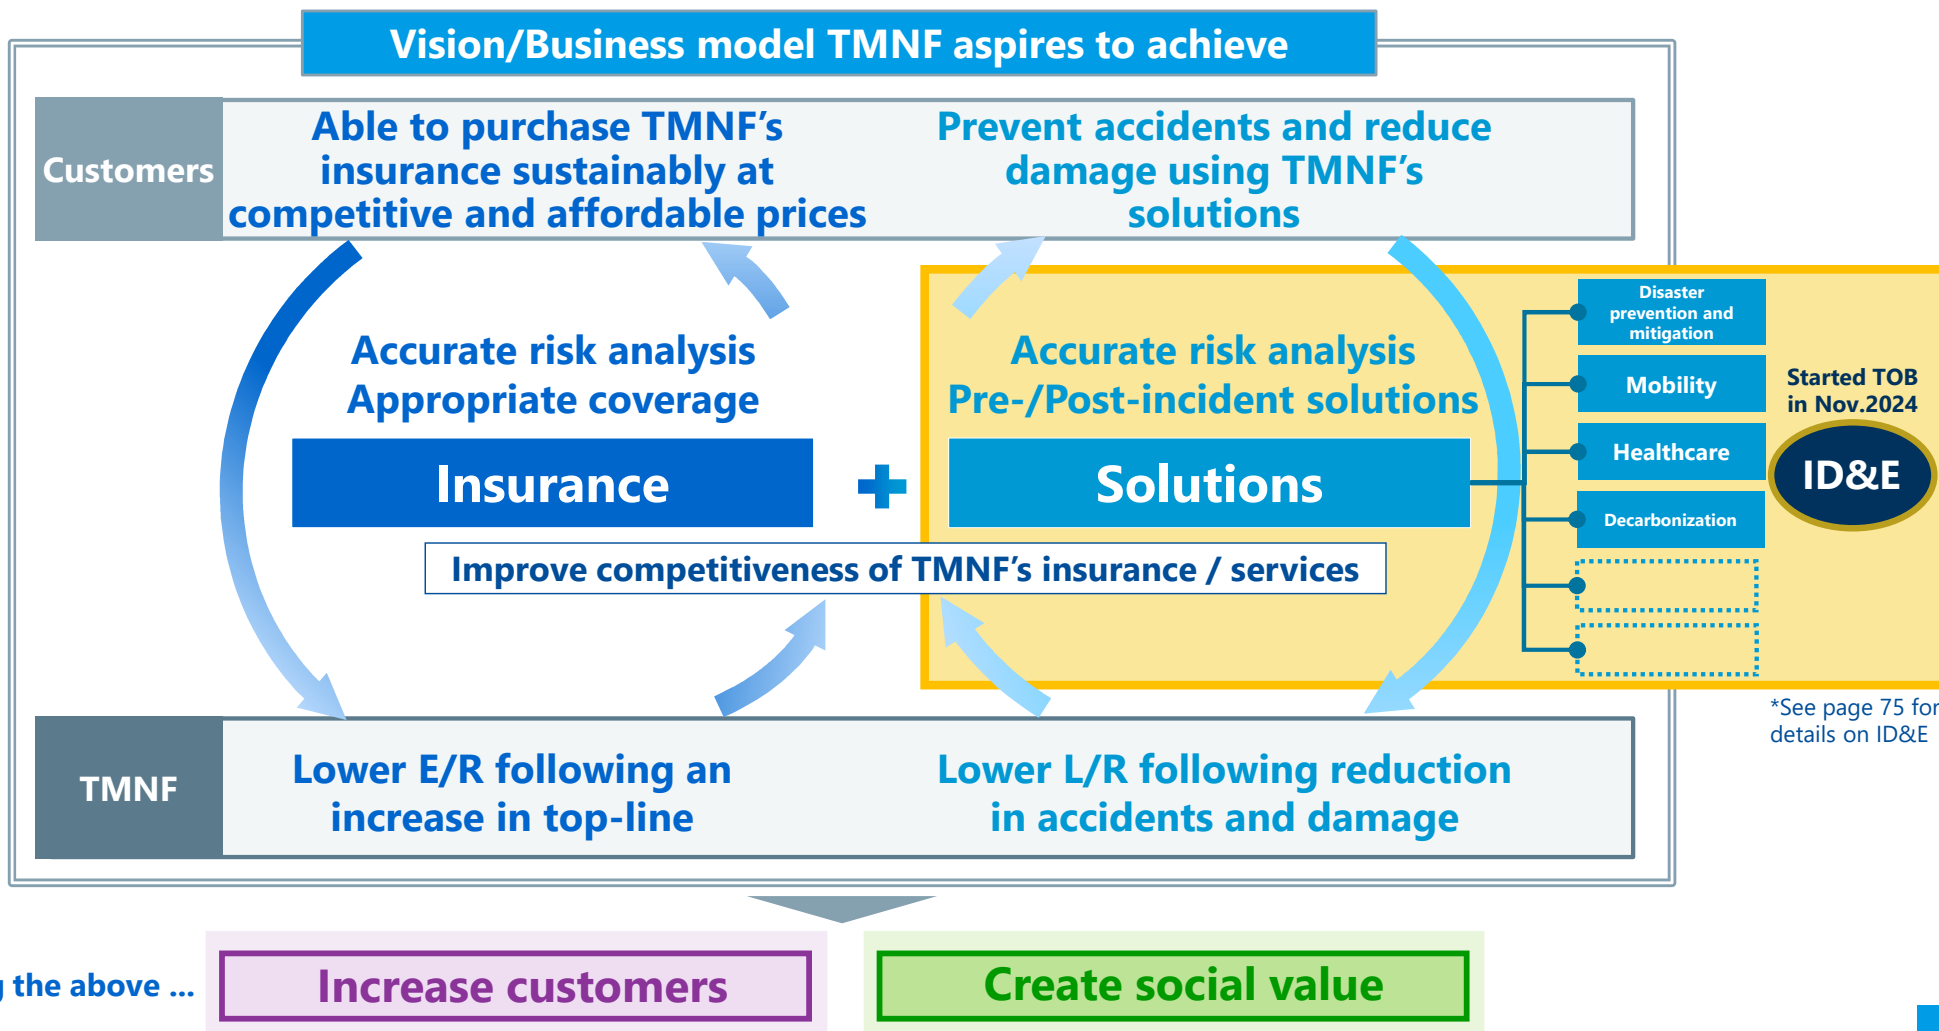 Vision/Business model TMNF aspires to achieve
Customers
Able to purchase TMNF's
insurance sustainably at
competitive and affordable prices
Prevent accidents and reduce
damage using TMNF's
solutions
Accurate risk analysis
Appropriate coverage
Accurate risk analysis
Pre-/Post-incident solutions
Insurance
Solutions
Improve competitiveness of TMNF's insurance / services
Disaster
prevention and
mitigation
Mobility
Healthcare
Decarbonization
Started TOB
in Nov.2024
ID&E
*See page 75 for
details on ID&E
TMNF
Lower E/R following an
increase in top-line
Lower L/R following reduction
in accidents and damage
the above ...
Increase customers
Create social value